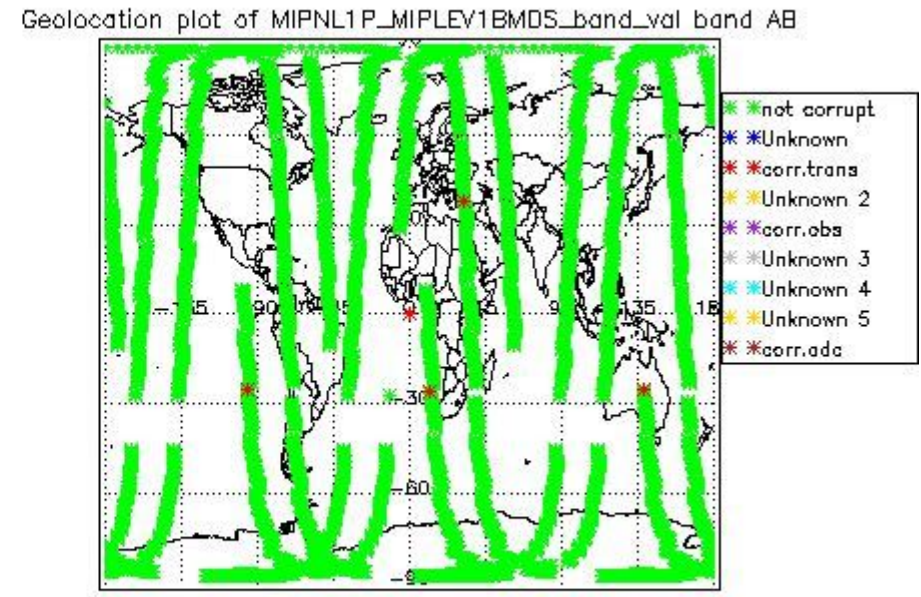 Geolocation plot of MIPNL1P_MIPLEV1BMDS_band_val band AB
not corrupt
Unknown
corr.trans
Unknown 2
corr.obs
Unknown 3
Unknown 4
Unknown 5
corr.adc
-90
135
-30
-60